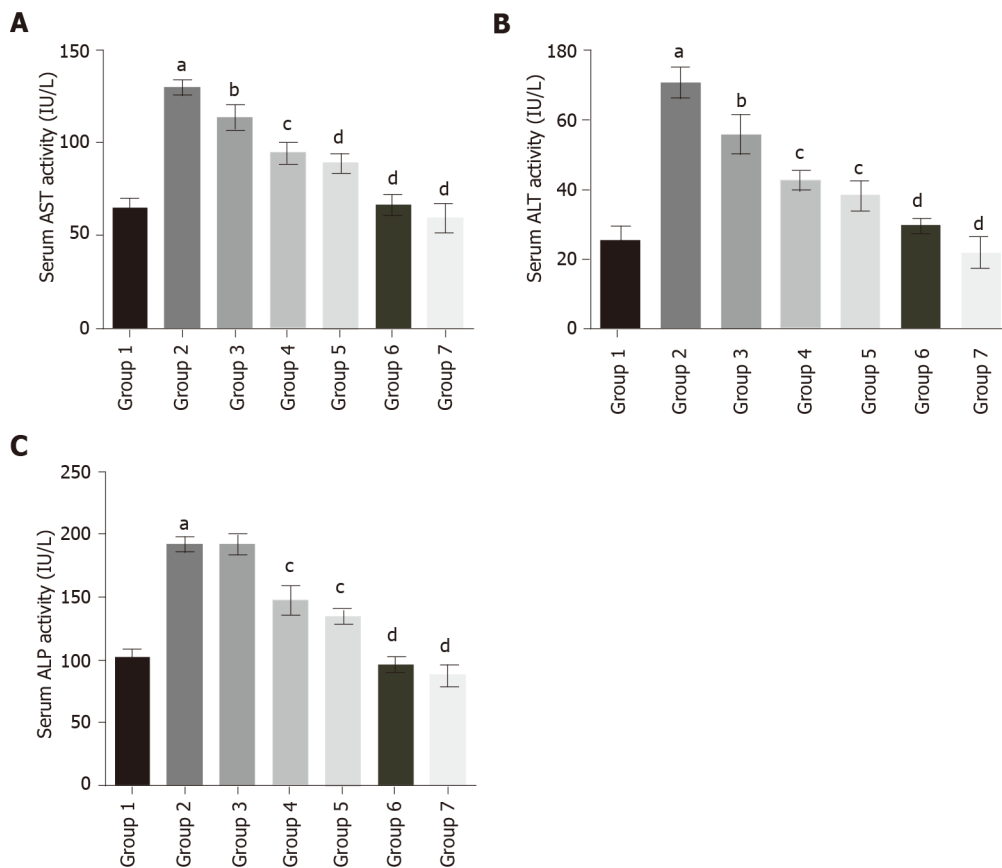 A
Serum AST activity (IU/L)
150
100
50
0
a
b
c
d
d
d
Group 1
Group 2
Group 3
Group 4
Group 5
Group 6
Group 7
B
Serum ALT activity (IU/L)
180
60
40
20
0
a
b
c
c
d
d
Group 1
Group 2
Group 3
Group 4
Group 5
Group 6
Group 7
C
Serum ALP activity (IU/L)
250
200
150
100
50
0
a
c
c
d
d
Group 1
Group 2
Group 3
Group 4
Group 5
Group 6
Group 7